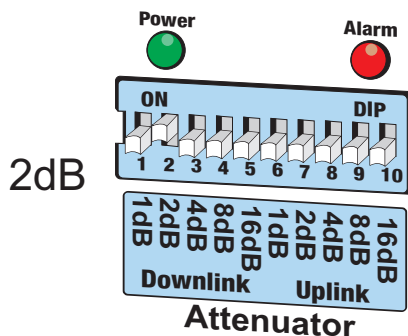 Power Alarm
ON DIP
1 2 3 4 5 6 7 8 9 10
2dB
1dB 2dB 4dB 8dB 16dB 1dB 2dB 4dB 8dB 16dB
Downlink Uplink
Attenuator